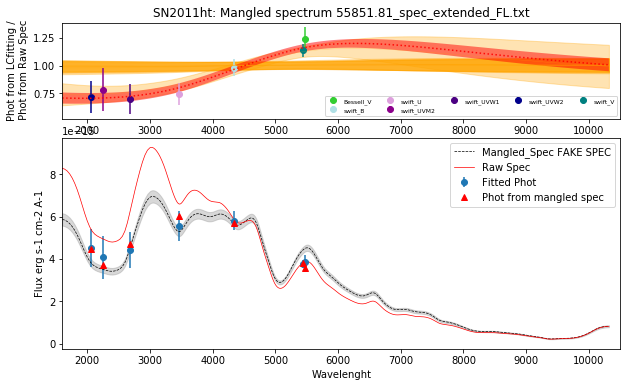 SN2011ht: Mangled spectrum 55851.81_spec_extended_FL.txt
Phot from LCfitting /
Phot from Raw Spec
1.25
1.00
0.75
Bessell_V
swift_B
swift_U
swift_UVM2
swift_UVW1
swift_UVW2
swift_V
2000 3000 4000 5000 6000 7000 8000 9000 10000
Flux erg s-1 cm-2 A-1
8
6
4
2
0
Mangled_Spec FAKE SPEC
Raw Spec
Fitted Phot
Phot from mangled spec
2000 3000 4000 5000 6000 7000 8000 9000 10000
Wavelenght